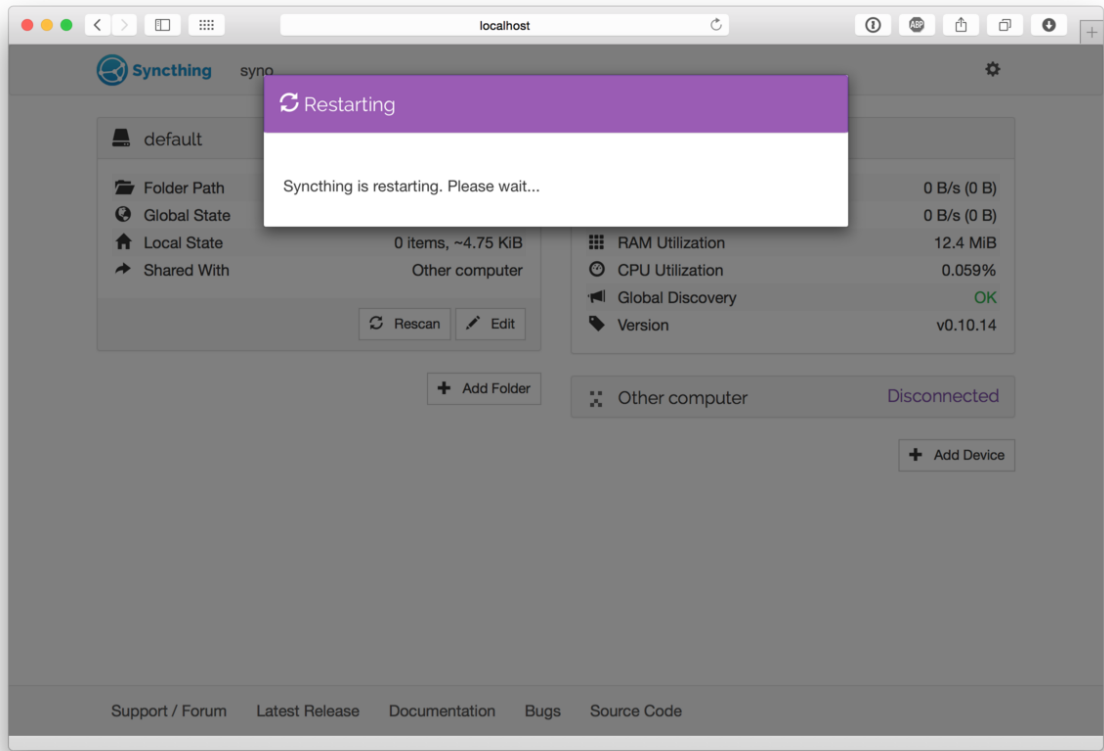 localhost
ABP
Syncthing syno
Restarting
Syncthing is restarting. Please wait...
default
Folder Path
Global State
Local State 0 items, ~4.75 KiB
Shared With Other computer
Rescan Edit
Add Folder
0 B/s (0 B)
0 B/s (0 B)
RAM Utilization 12.4 MiB
CPU Utilization 0.059%
Global Discovery OK
Version v0.10.14
Other computer Disconnected
Add Device
Support / Forum Latest Release Documentation Bugs Source Code